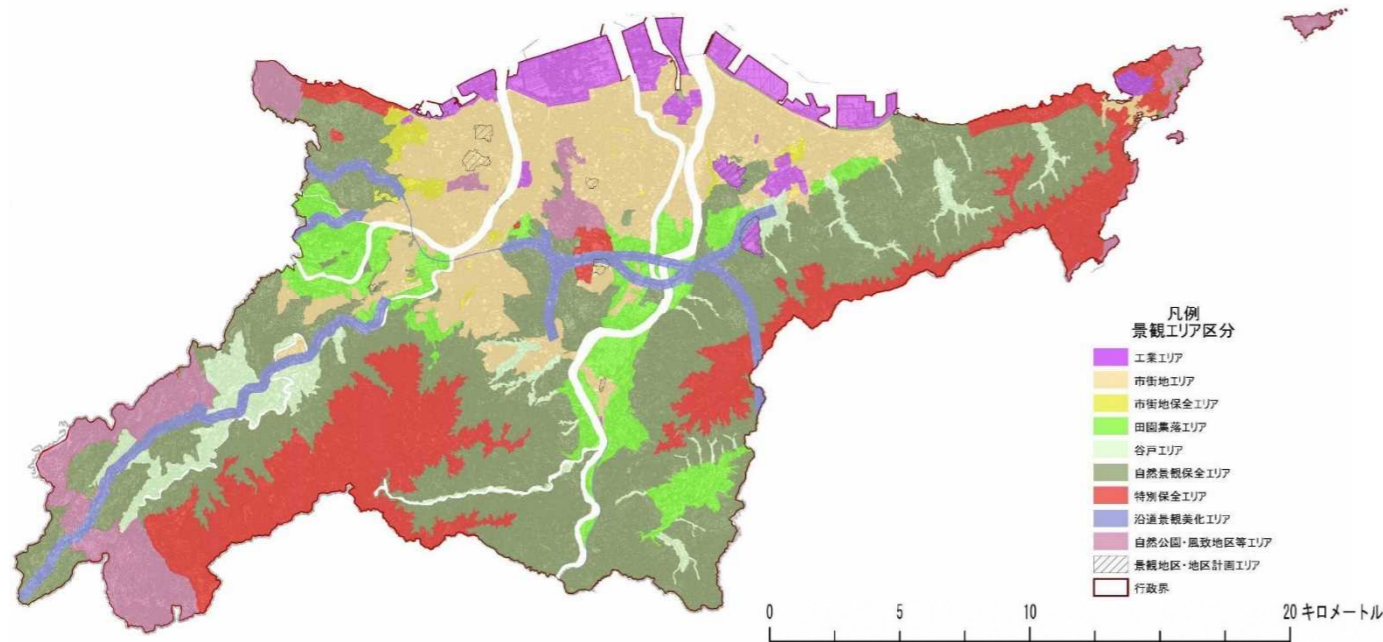 凡例
景観エリア区分
工業エリア
市街地エリア
市街地保全エリア
田園集落エリア
谷戸エリア
自然景観保全エリア
特別保全エリア
沿道景観美化エリア
自然公園・風致地区等エリア
景観地区・地区計画エリア
行政界
0 5 10 20 キロメートル